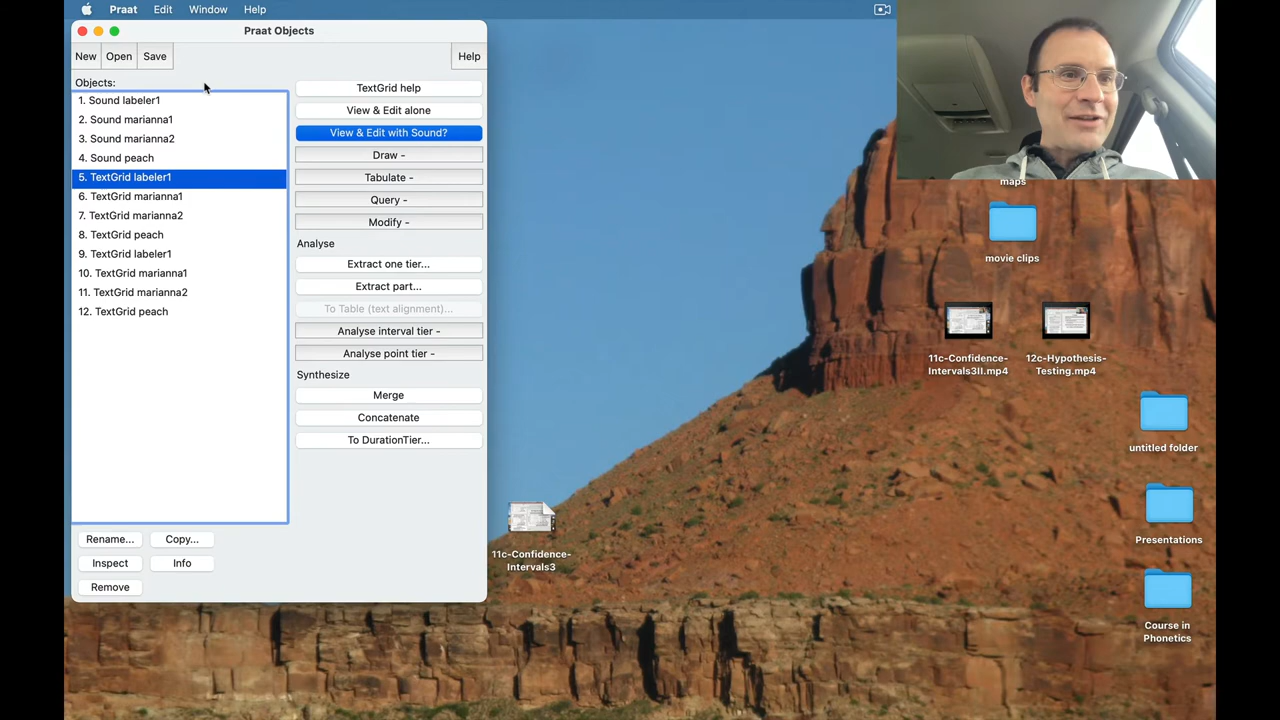 Praat Edit Window Help
Praat Objects
New Open Save Help
Objects:
1. Sound labeler1
2. Sound marianna1
3. Sound marianna2
4. Sound peach
5. TextGrid labeler1
6. TextGrid marianna1
7. TextGrid marianna2
8. TextGrid peach
9. TextGrid labeler1
10. TextGrid marianna1
11. TextGrid marianna2
12. TextGrid peach
TextGrid help
View & Edit alone
View & Edit with Sound?
Draw -
Tabulate -
Query -
Modify -
Analyse
Extract one tier...
Extract part...
To Table (text alignment)...
Analyse interval tier -
Analyse point tier -
Synthesize
Merge
Concatenate
To DurationTier...
Rename... Copy...
Inspect Info
Remove
maps
movie clips
11c-Confidence-
Intervals3II.mp4
12c-Hypothesis-
Testing.mp4
untitled folder
Presentations
11c-Confidence-
Intervals3
Course in
Phonetics